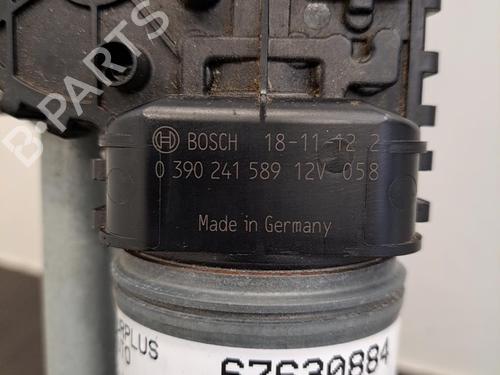 B-PARTS
BOSCH 18-11-12 2
0 390 241 589 12V 058
Made in Germany
67630884